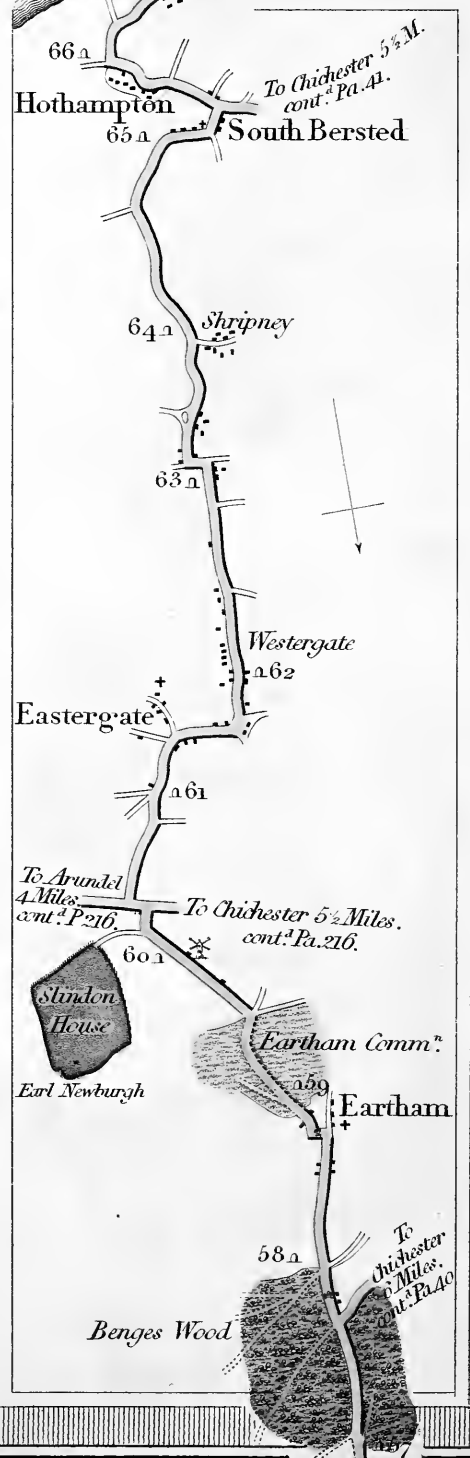 66
To Chichester 5½ M.
cont.d Pa. 41.
Hothampton
65
South Bersted
64
Shripney
63
Westergate
62
Eastergate
61
To Arundel
4 Miles.
cont.d P.216.
To Chichester 5½ Miles.
cont.d Pa.216.
60
Slindon
House
Earl Newburgh
Eartham Comm.n
59
Eartham
To
Chichester
6 Miles.
cont.d Pa.40
58
Benges Wood
57